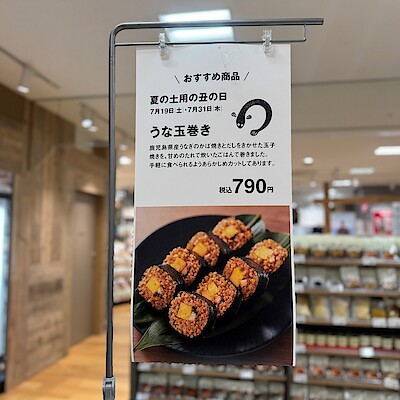 おすすめ商品
夏の土用の丑の日
7月19日[土]・7月31日[木]
うな玉巻き
鹿児島県産うなぎのかば焼きとだしをきかせた玉子
焼きを、甘めのたれで炊いたごはんで巻きました。
手軽に食べられるようあらかじめカットしてあります。
税込790円